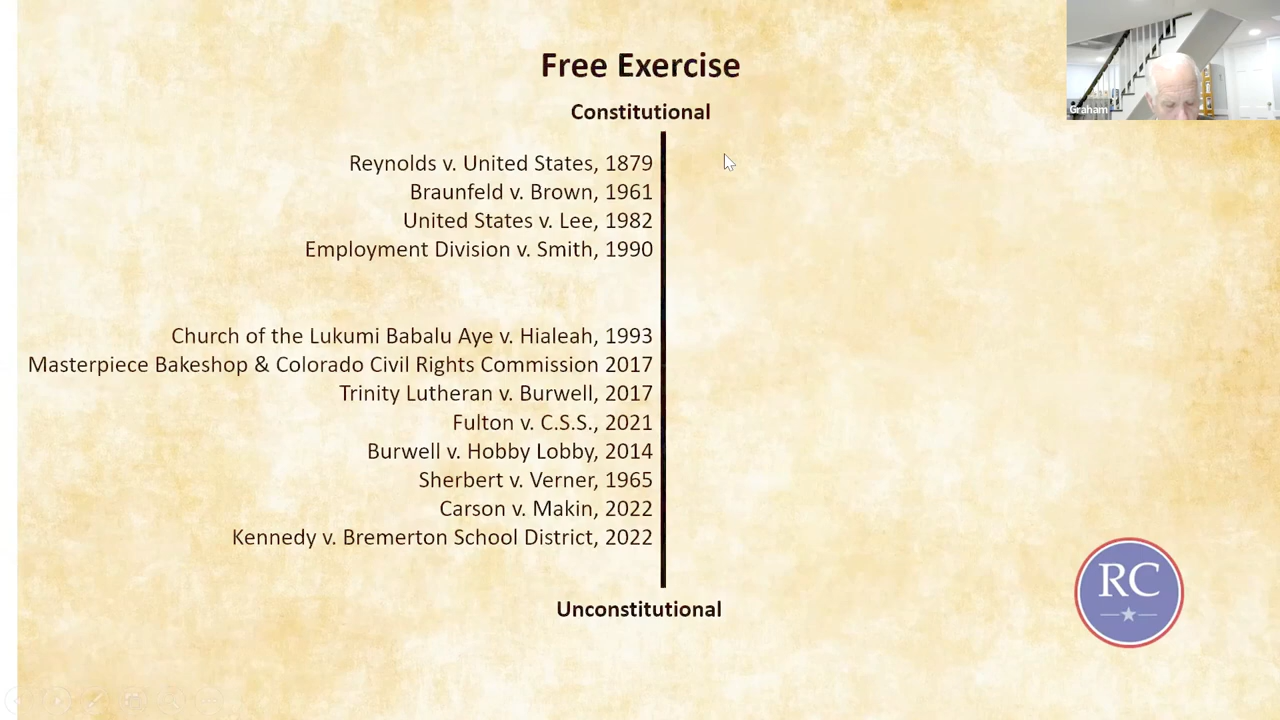 Free Exercise
Constitutional
Graham
Reynolds v. United States, 1879
Braunfeld v. Brown, 1961
United States v. Lee, 1982
Employment Division v. Smith, 1990
Church of the Lukumi Babalu Aye v. Hialeah, 1993
Masterpiece Bakeshop & Colorado Civil Rights Commission 2017
Trinity Lutheran v. Burwell, 2017
Fulton v. C.S.S., 2021
Burwell v. Hobby Lobby, 2014
Sherbert v. Verner, 1965
Carson v. Makin, 2022
Kennedy v. Bremerton School District, 2022
RC
Unconstitutional